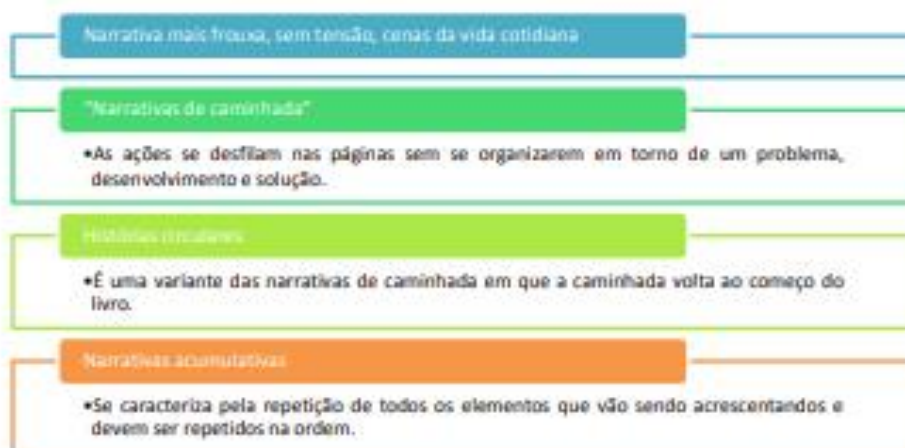 Narrativa mais frouxa, sem tensão, cenas da vida cotidiana
"Narrativas de caminhada"
•As ações se desfilam nas páginas sem se organizarem em torno de um problema,
desenvolvimento e solução.
Histórias circulares
•É uma variante das narrativas de caminhada em que a caminhada volta ao começo do
livro.
Narrativas acumulativas
•Se caracteriza pela repetição de todos os elementos que vão sendo acrescentando e
devem ser repetidos na ordem.